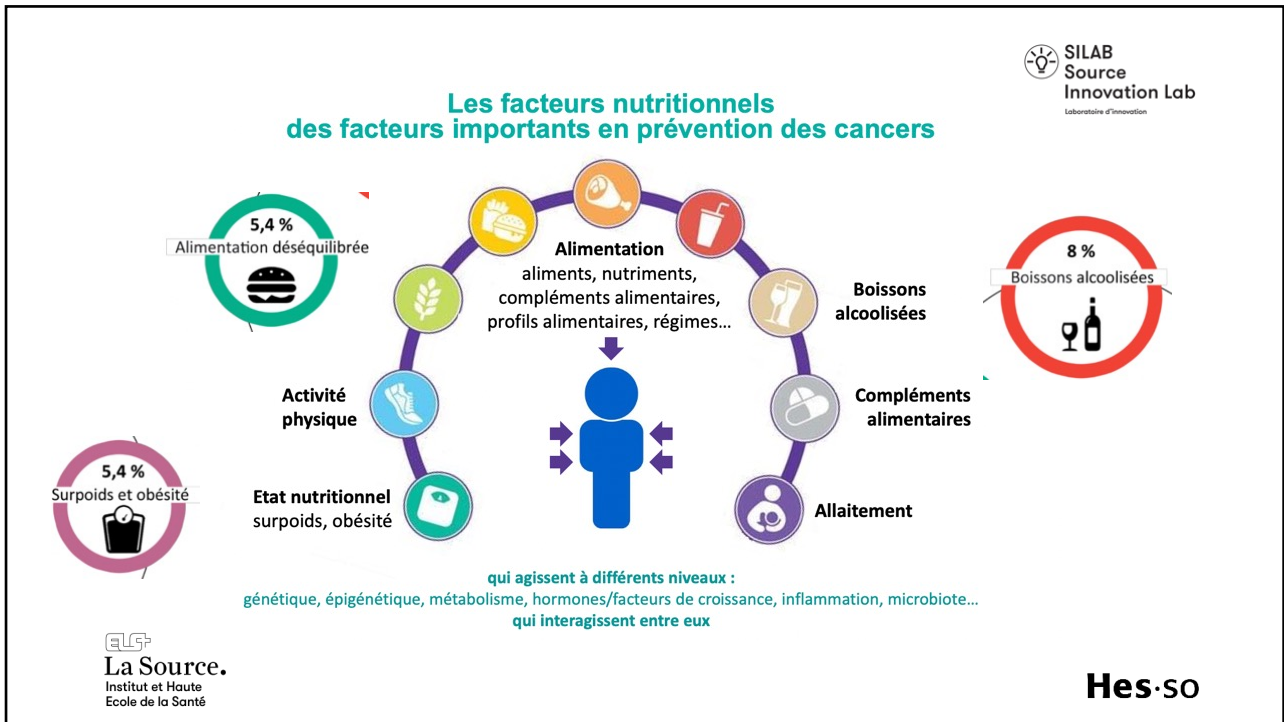 SILAB
Source
Innovation Lab
Laboratoire d'innovation
Les facteurs nutritionnels
des facteurs importants en prévention des cancers
5,4 %
Alimentation déséquilibrée
Alimentation
aliments, nutriments,
compléments alimentaires,
profils alimentaires, régimes...
Boissons
alcoolisées
8 %
Boissons alcoolisées
Activité
physique
Compléments
alimentaires
5,4 %
Surpoids et obésité
Etat nutritionnel
surpoids, obésité
Allaitement
qui agissent à différents niveaux :
génétique, épigénétique, métabolisme, hormones/facteurs de croissance, inflammation, microbiote...
qui interagissent entre eux
ELS+
La Source.
Institut et Haute
Ecole de la Santé
Hes·so